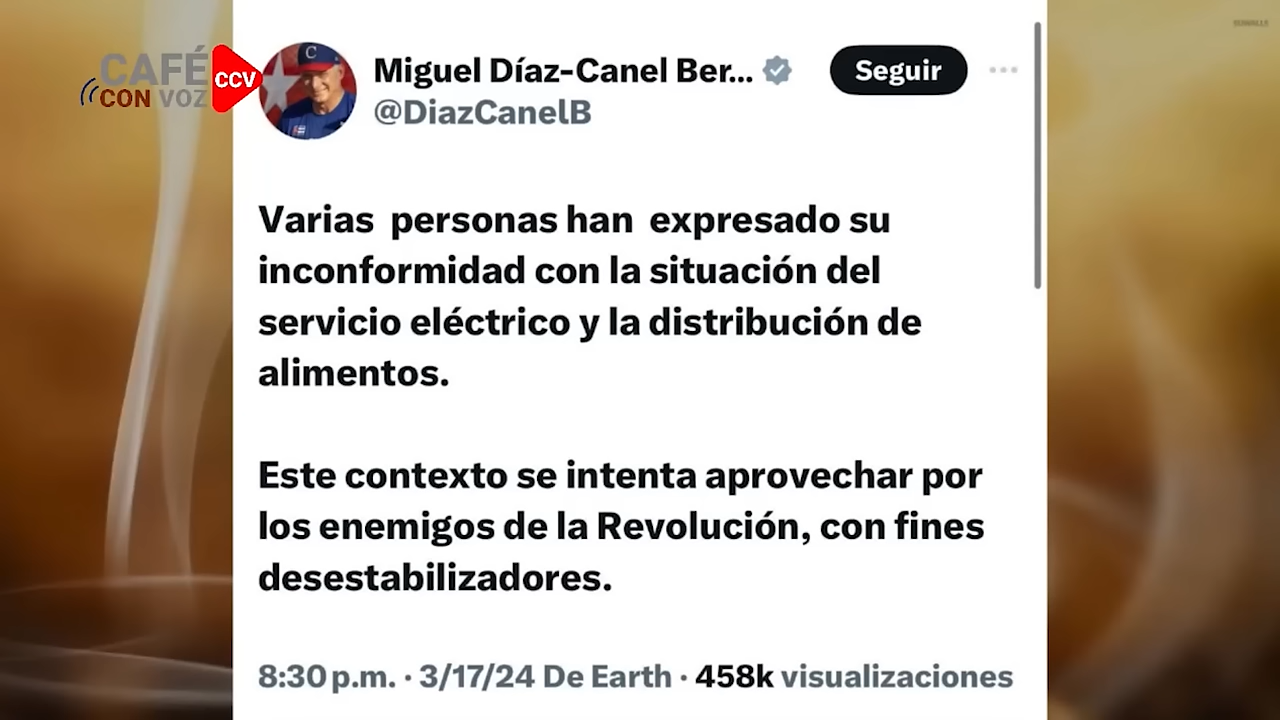 CAFÉ
CON VOZ
CCV
C
Miguel Díaz-Canel Ber...
Seguir
@DiazCanelB
Varias personas han expresado su
inconformidad con la situación del
servicio eléctrico y la distribución de
alimentos.
Este contexto se intenta aprovechar por
los enemigos de la Revolución, con fines
desestabilizadores.
8:30 p.m. · 3/17/24 De Earth · 458k visualizaciones